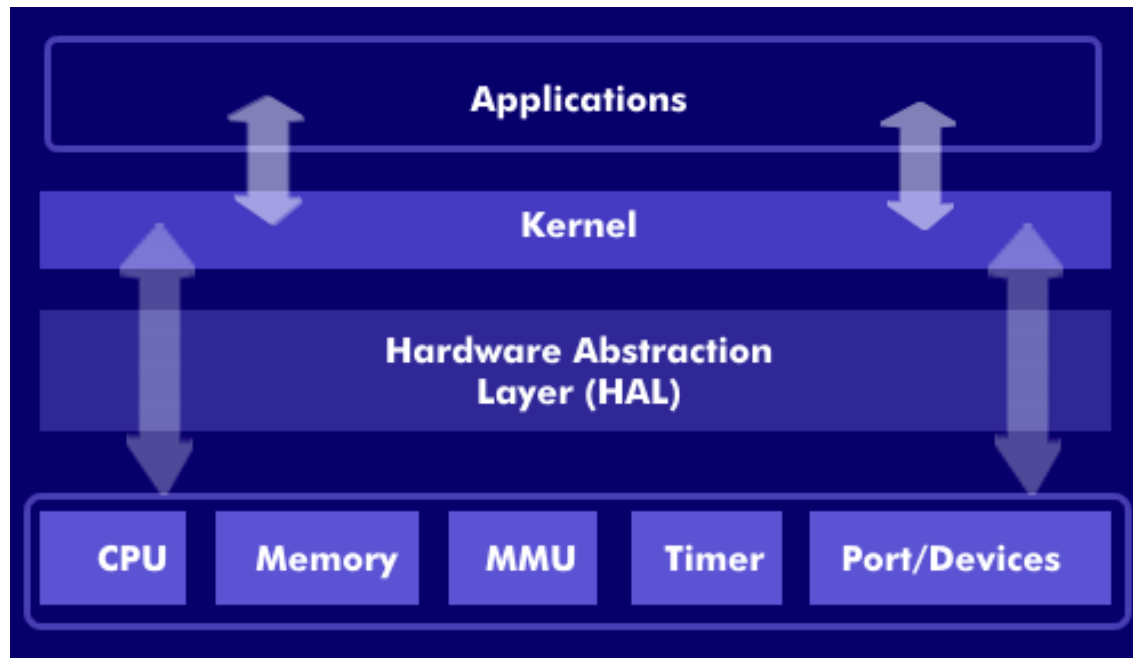 Applications
Kernel
Hardware Abstraction
Layer (HAL)
CPU
Memory
MMU
Timer
Port/Devices